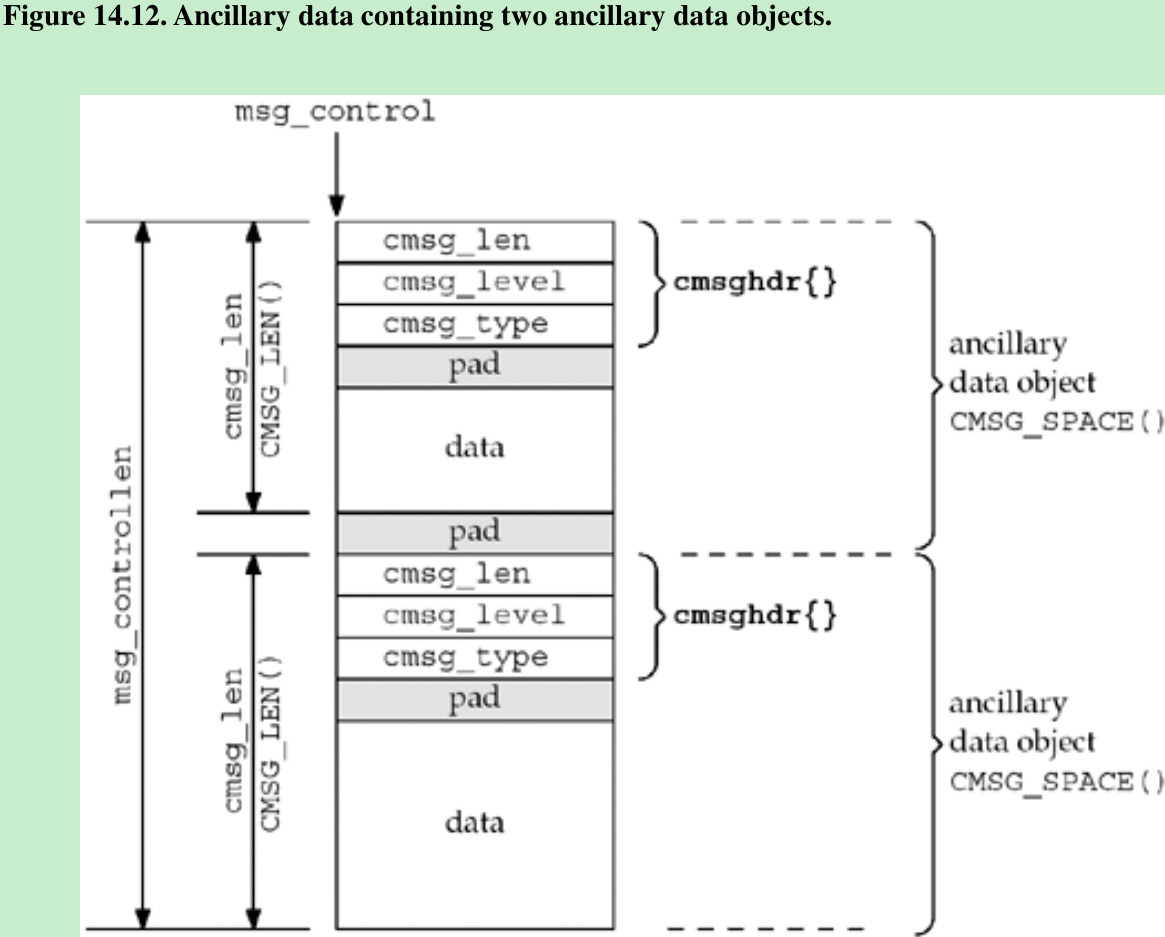 Figure 14.12. Ancillary data containing two ancillary data objects.
msg_control
cmsg_len
cmsg_level
cmsg_type
pad
data
pad
cmsg_len
cmsg_level
cmsg_type
pad
data
cmsghdr{}
cmsghdr{}
ancillary
data object
CMSG_SPACE()
ancillary
data object
CMSG_SPACE()
msg_controllen
cmsg_len
CMSG_LEN()
cmsg_len
CMSG_LEN()